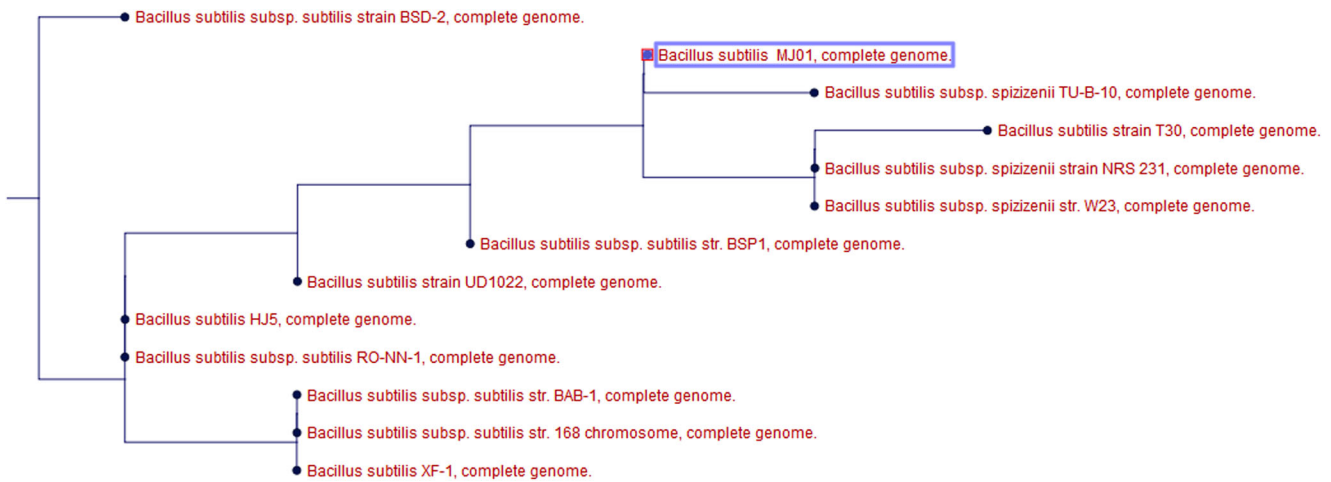 Bacillus subtilis subsp. subtilis strain BSD-2, complete genome.
Bacillus subtilis MJ01, complete genome.
Bacillus subtilis subsp. spizizenii TU-B-10, complete genome.
Bacillus subtilis strain T30, complete genome.
Bacillus subtilis subsp. spizizenii strain NRS 231, complete genome.
Bacillus subtilis subsp. spizizenii str. W23, complete genome.
Bacillus subtilis subsp. subtilis str. BSP1, complete genome.
Bacillus subtilis strain UD1022, complete genome.
Bacillus subtilis HJ5, complete genome.
Bacillus subtilis subsp. subtilis RO-NN-1, complete genome.
Bacillus subtilis subsp. subtilis str. BAB-1, complete genome.
Bacillus subtilis subsp. subtilis str. 168 chromosome, complete genome.
Bacillus subtilis XF-1, complete genome.